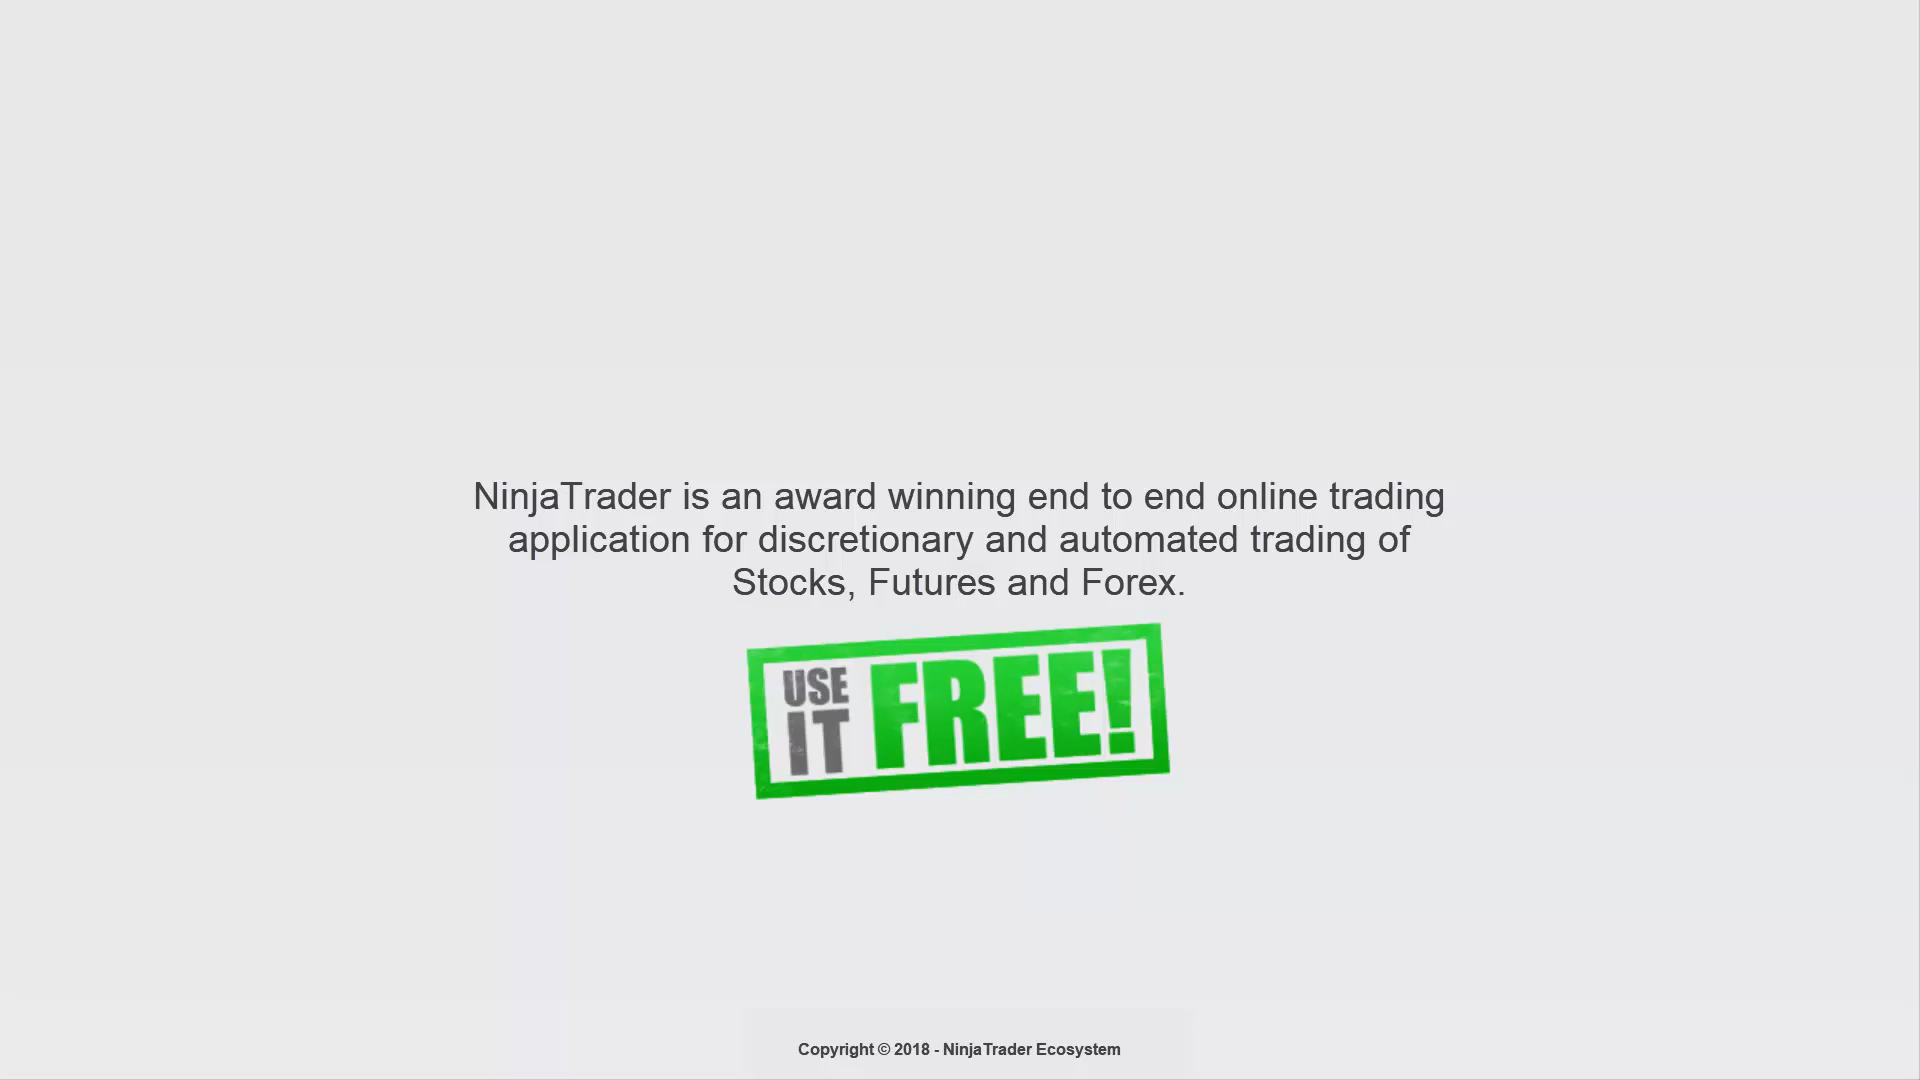 NinjaTrader is an award winning end to end online trading
application for discretionary and automated trading of
Stocks, Futures and Forex.
USE
IT FREE!
Copyright © 2018 - NinjaTrader Ecosystem